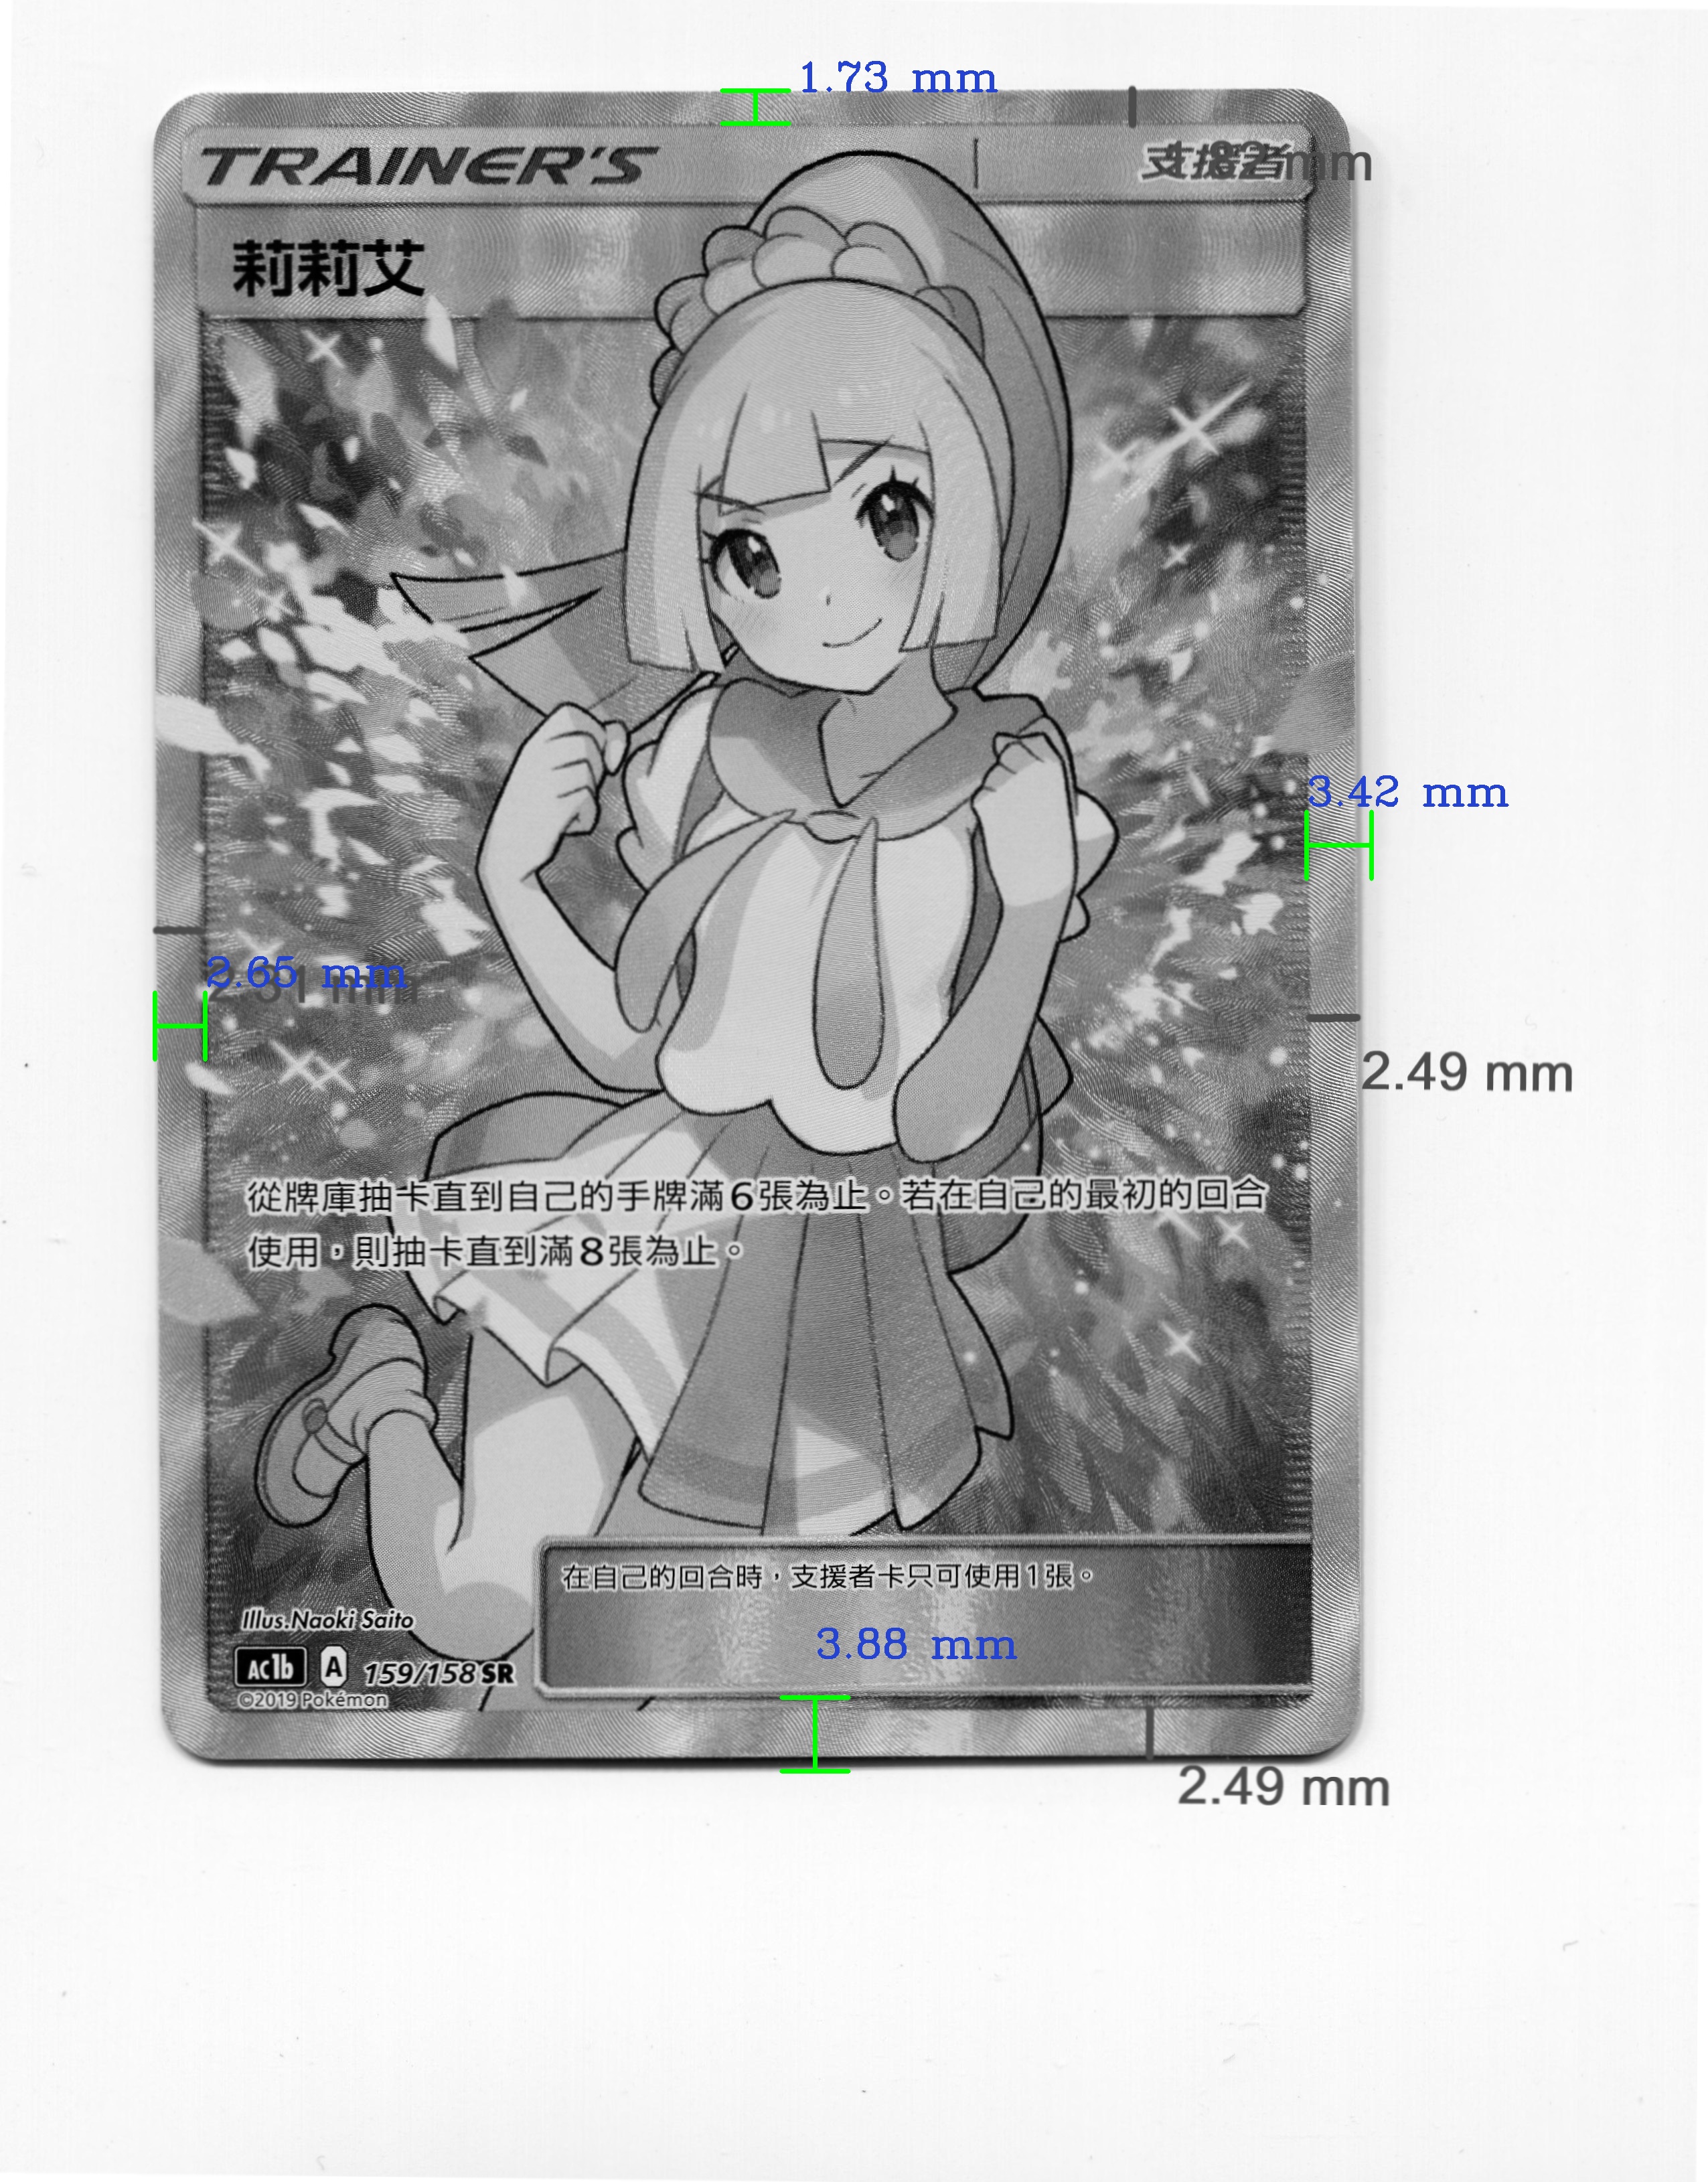 1.73 mm
TRAINER'S
支援者
mm
莉莉艾
3.42 mm
2.65 mm
2.49 mm
從牌庫抽卡直到自己的手牌滿6張為止。若在自己的最初的回合
使用，則抽卡直到滿8張為止。
在自己的回合時，支援者卡只可使用1張。
Illus.Naoki Saito
3.88 mm
AC1b A 159/158 SR
©2019 Pokémon
2.49 mm